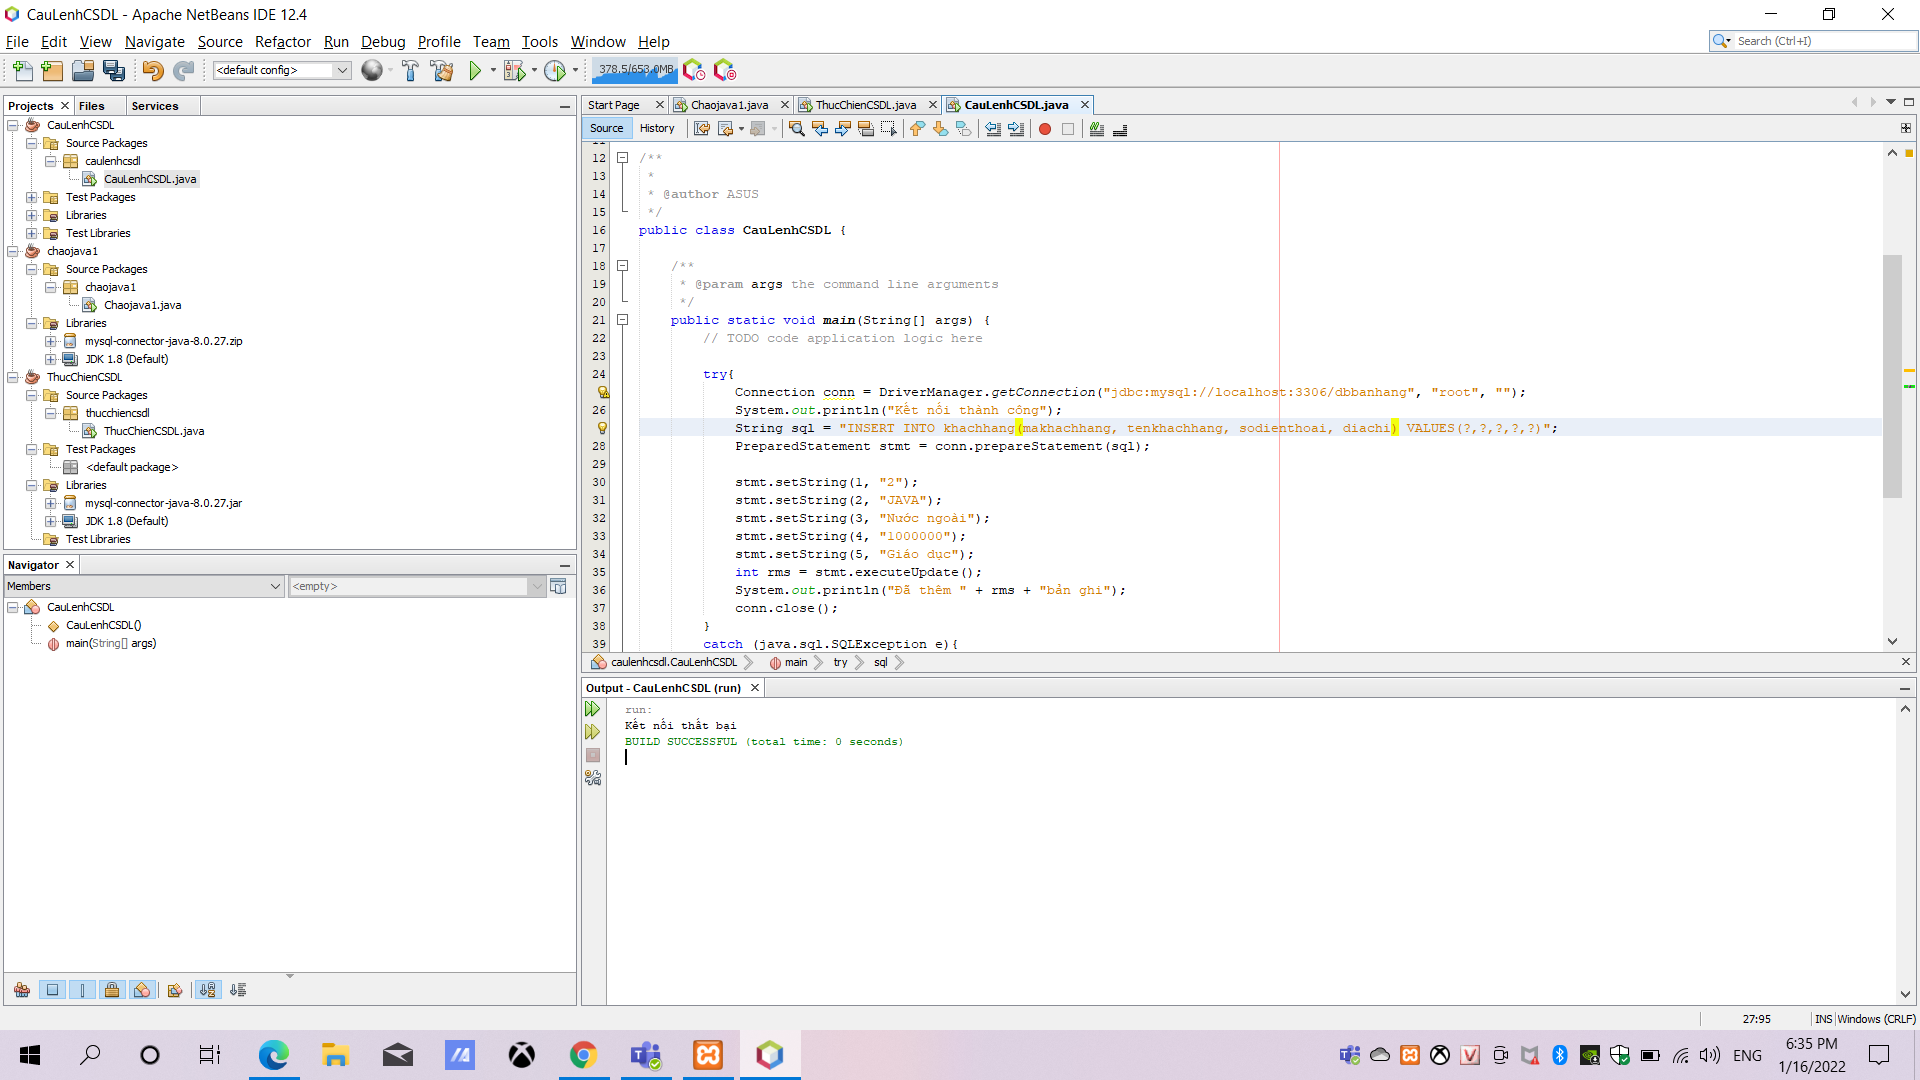 CauLenhCSDL - Apache NetBeans IDE 12.4
File Edit View Navigate Source Refactor Run Debug Profile Team Tools Window Help
Search (Ctrl+I)
<default config>
378.5/653.0MB
Projects Files Services
CauLenhCSDL
Source Packages
caulenhcsdl
CauLenhCSDL.java
Test Packages
Libraries
Test Libraries
chaojava1
Source Packages
chaojava1
Chaojava1.java
Libraries
mysql-connector-java-8.0.27.zip
JDK 1.8 (Default)
ThucChienCSDL
Source Packages
thucchiencsdl
ThucChienCSDL.java
Test Packages
<default package>
Libraries
mysql-connector-java-8.0.27.jar
JDK 1.8 (Default)
Test Libraries
Navigator
Members
<empty>
CauLenhCSDL
CauLenhCSDL()
main(String[] args)
Start Page Chaojava1.java ThucChienCSDL.java CauLenhCSDL.java
Source History
11
12 /**
13 *
14 * @author ASUS
15 */
16 public class CauLenhCSDL {
17
18 /**
19 * @param args the command line arguments
20 */
21 public static void main(String[] args) {
22 // TODO code application logic here
23
24 try{
Connection conn = DriverManager.getConnection("jdbc:mysql://localhost:3306/dbbanhang", "root", "");
26 System.out.println("Kết nối thành công");
String sql = "INSERT INTO khachhang(makhachhang, tenkhachhang, sodienthoai, diachi) VALUES(?,?,?,?,?)";
28 PreparedStatement stmt = conn.prepareStatement(sql);
29
30 stmt.setString(1, "2");
31 stmt.setString(2, "JAVA");
32 stmt.setString(3, "Nước ngoài");
33 stmt.setString(4, "1000000");
34 stmt.setString(5, "Giáo dục");
35 int rms = stmt.executeUpdate();
36 System.out.println("Đã thêm " + rms + "bản ghi");
37 conn.close();
38 }
39 catch (java.sql.SQLException e){
caulenhcsdl.CauLenhCSDL main try sql
Output - CauLenhCSDL (run)
run:
Kết nối thất bại
BUILD SUCCESSFUL (total time: 0 seconds)
27:95 INS Windows (CRLF)
ENG
6:35 PM
1/16/2022